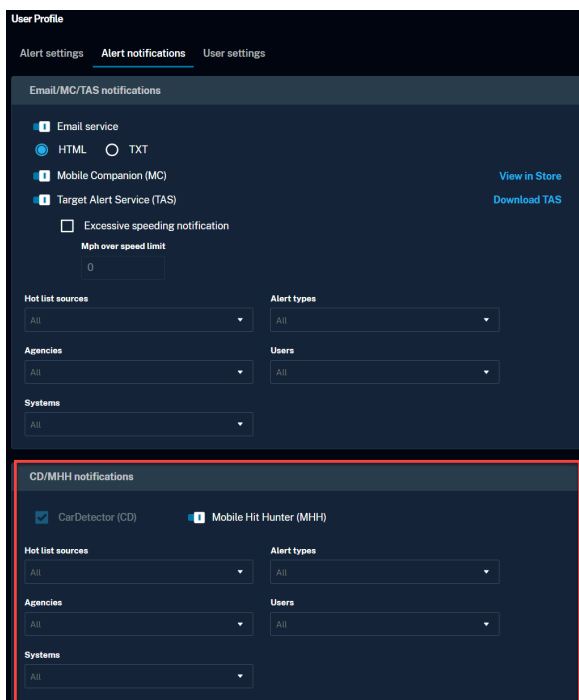 User Profile
Alert settings Alert notifications User settings
Email/MC/TAS notifications
Email service
HTML TXT
Mobile Companion (MC) View in Store
Target Alert Service (TAS) Download TAS
Excessive speeding notification
Mph over speed limit
0
Hot list sources Alert types
All All
Agencies Users
All All
Systems
All
CD/MHH notifications
CarDetector (CD) Mobile Hit Hunter (MHH)
Hot list sources Alert types
All All
Agencies Users
All All
Systems
All